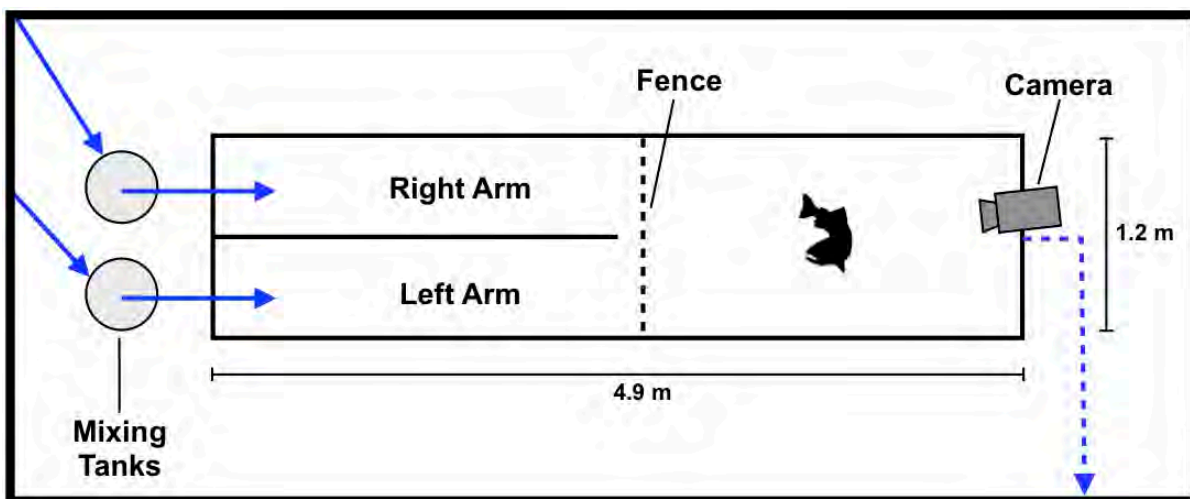 Fence
Camera
Right Arm
1.2 m
Left Arm
4.9 m
Mixing
Tanks